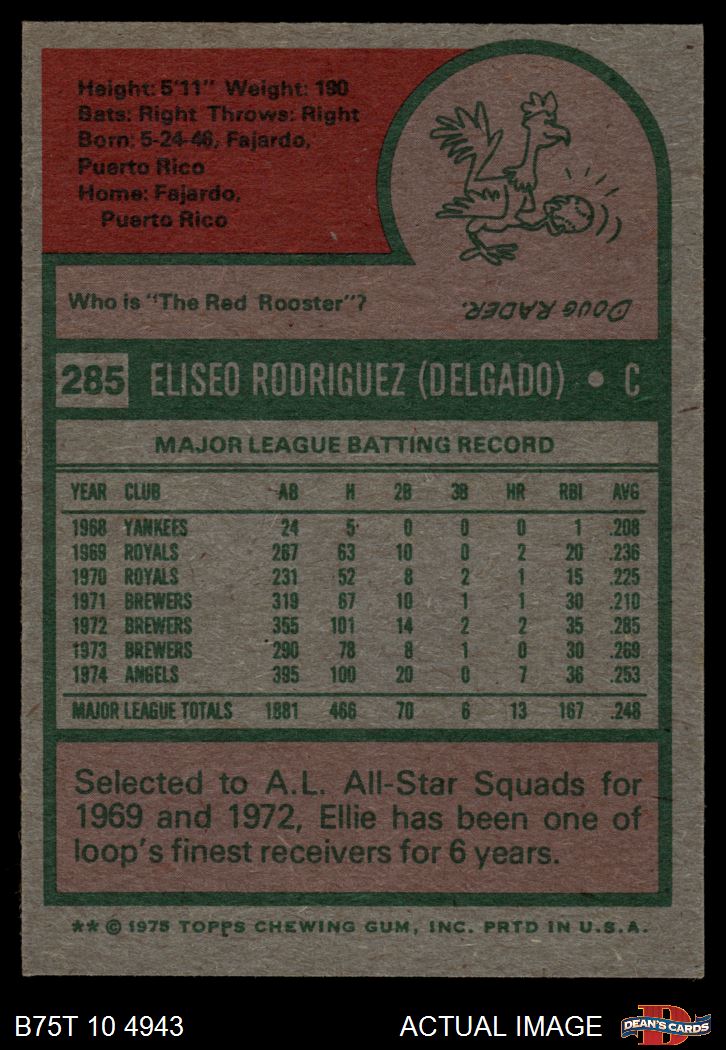 Height: 5'11" Weight: 190
Bats: Right Throws: Right
Born: 5-24-46, Fajardo,
Puerto Rico
Home: Fajardo,
Puerto Rico
Who is "The Red Rooster"?
DOUG RADER.
285 ELISEO RODRIGUEZ (DELGADO) • C
MAJOR LEAGUE BATTING RECORD
YEAR CLUB AB H 2B 3B HR RBI AVG
1968 YANKEES 24 5 0 0 0 1 .208
1969 ROYALS 267 63 10 0 2 20 .236
1970 ROYALS 231 52 8 2 1 15 .225
1971 BREWERS 319 67 10 1 1 30 .210
1972 BREWERS 355 101 14 2 2 35 .285
1973 BREWERS 290 78 8 1 0 30 .269
1974 ANGELS 395 100 20 0 7 36 .253
MAJOR LEAGUE TOTALS 1881 466 70 6 13 167 .248
Selected to A.L. All-Star Squads for
1969 and 1972, Ellie has been one of
loop's finest receivers for 6 years.
** © 1975 TOPPS CHEWING GUM, INC. PRTD IN U.S.A.
B75T 10 4943 ACTUAL IMAGE D DEAN'S CARDS